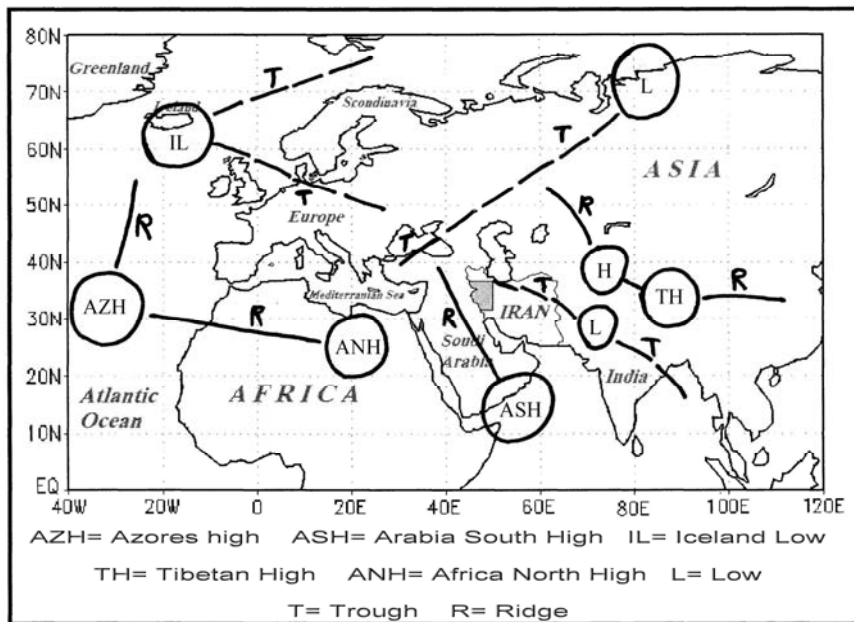 80N
Greenland
T
L
70N
Iceland
Scandinavia
IL
60N
T
ASIA
T
50N
Europe
R
R
T
40N
H
R
Mediterranean Sea
T
TH
AZH
IRAN
30N
R
R
L
ANH
Saudi Arabia
T
20N
India
Atlantic Ocean
AFRICA
ASH
10N
EQ
40W 20W 0 20E 40E 60E 80E 100E 120E
AZH= Azores high ASH= Arabia South High IL= Iceland Low
TH= Tibetan High ANH= Africa North High L= Low
T= Trough R= Ridge